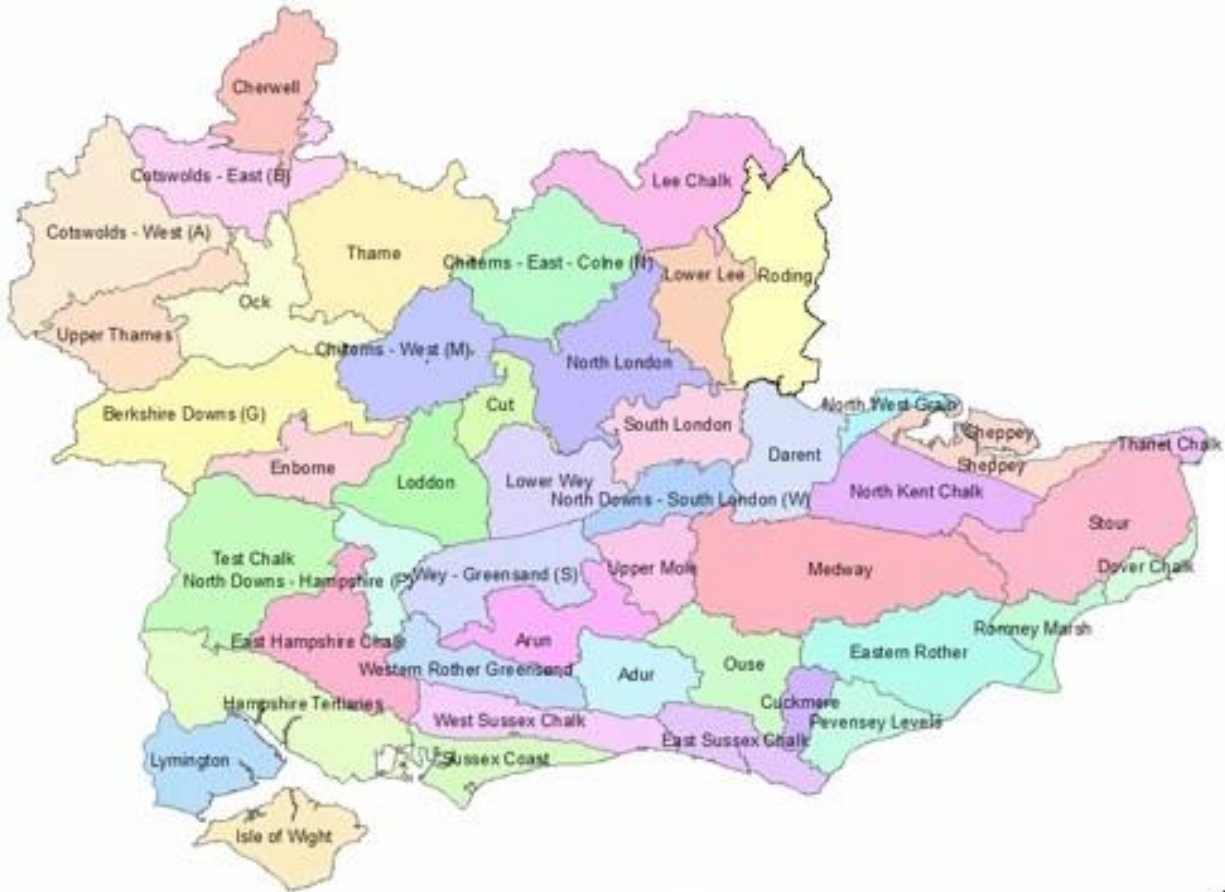 Cherwell
Cotswolds - East (B)
Lee Chalk
Cotswolds - West (A)
Thame
Chilterns - East - Colne (N)
Lower Lee
Roding
Ock
Upper Thames
Chilterns - West (M)
North London
Berkshire Downs (G)
Cut
South London
North West Grain
Sheppey
Thanet Chalk
Enborne
Loddon
Lower Wey
Darent
Sheppey
North Downs - South London (W)
North Kent Chalk
Stour
Test Chalk
North Downs - Hampshire (P)
Wey - Greensand (S)
Upper Mole
Medway
Dover Chalk
East Hampshire Chalk
Arun
Romney Marsh
Western Rother Greensand
Adur
Ouse
Eastern Rother
Hampshire Tertiaries
Cuckmere
West Sussex Chalk
Pevensey Levels
East Sussex Chalk
Lymington
Sussex Coast
Isle of Wight